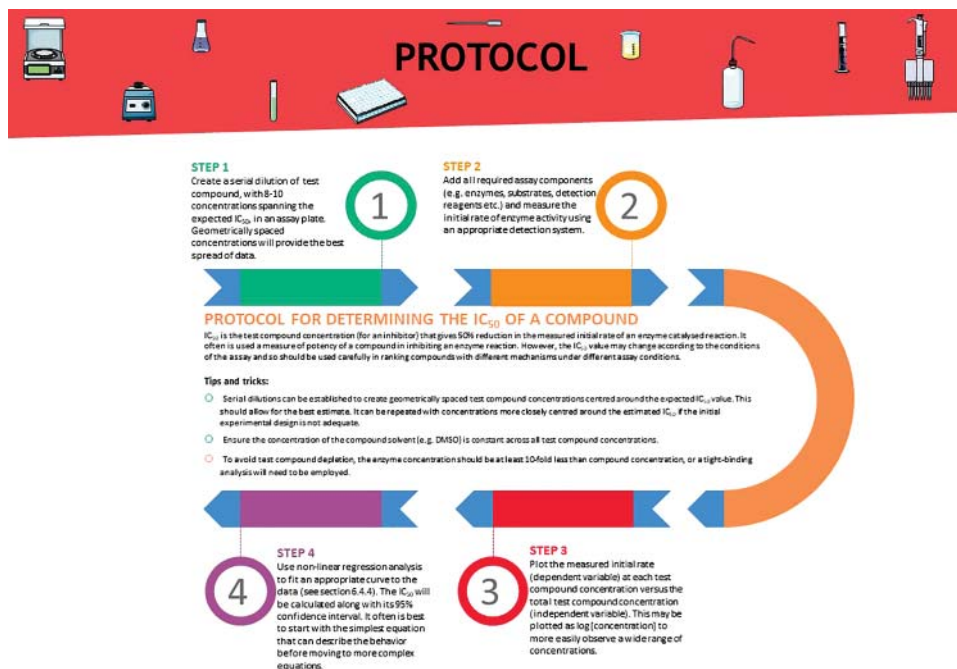 PROTOCOL
STEP 1
Create a serial dilution of test
compound, with 8-10
concentrations spanning the
expected IC50, in an assay plate.
Geometrically spaced
concentrations will provide the best
spread of data.
1
STEP 2
Add all required assay components
(e.g. enzymes, substrates, detection
reagents etc.) and measure the
initial rate of enzyme activity using
an appropriate detection system.
2
PROTOCOL FOR DETERMINING THE IC50 OF A COMPOUND
IC50 is the test compound concentration (for an inhibitor) that gives 50% reduction in the measured initial rate of an enzyme catalysed reaction. It
often is used a measure of potency of a compound in inhibiting an enzyme reaction. However, the IC50 value may change according to the conditions
of the assay and so should be used carefully in ranking compounds with different mechanisms under different assay conditions.
Tips and tricks:
Serial dilutions can be established to create geometrically spaced test compound concentrations centred around the expected IC50 value. This
should allow for the best estimate. It can be repeated with concentrations more closely centred around the estimated IC50 if the initial
experimental design is not adequate.
Ensure the concentration of the compound solvent (e.g. DMSO) is constant across all test compound concentrations.
To avoid test compound depletion, the enzyme concentration should be at least 10-fold less than compound concentration, or a tight-binding
analysis will need to be employed.
3
STEP 3
Plot the measured initial rate
(dependent variable) at each test
compound concentration versus the
total test compound concentration
(independent variable). This may be
plotted as log[concentration] to
more easily observe a wide range of
concentrations.
4
STEP 4
Use non-linear regression analysis
to fit an appropriate curve to the
data (see section 6.4.4). The IC50 will
be calculated along with its 95%
confidence interval. It often is best
to start with the simplest equation
that can describe the behavior
before moving to more complex
equations.